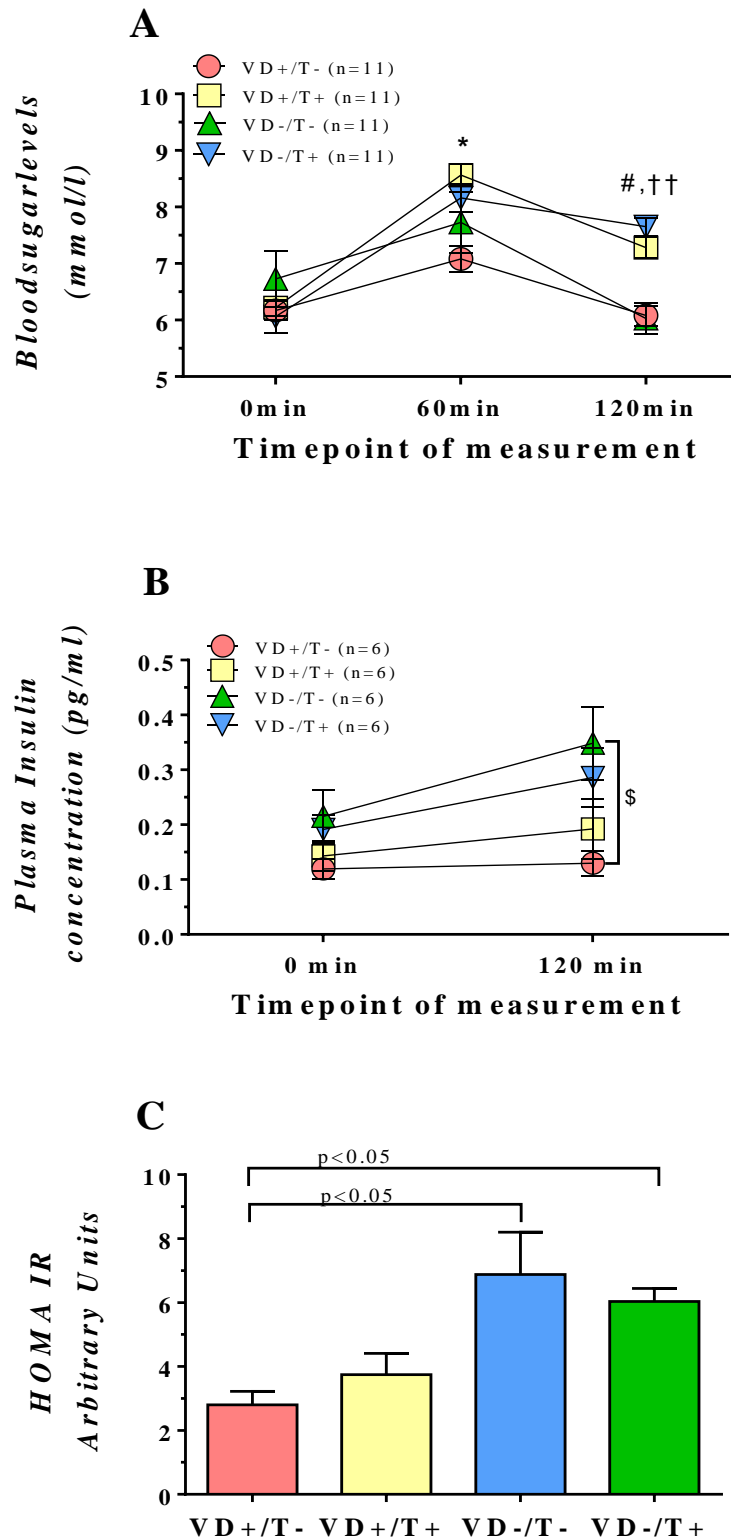 A
VD+/T- (n=11)
VD+/T+ (n=11)
VD-/T- (n=11)
VD-/T+ (n=11)
Bloodsugarlevels
(mmol/l)
10
9
8
7
6
5
*
#,††
0min 60min 120min
Timepoint of measurement
B
VD+/T- (n=6)
VD+/T+ (n=6)
VD-/T- (n=6)
VD-/T+ (n=6)
Plasma Insulin
concentration (pg/ml)
0.5
0.4
0.3
0.2
0.1
0.0
$
0 min 120 min
Timepoint of measurement
C
p<0.05
p<0.05
HOMA IR
Arbitrary Units
10
8
6
4
2
0
VD+/T- VD+/T+ VD-/T- VD-/T+